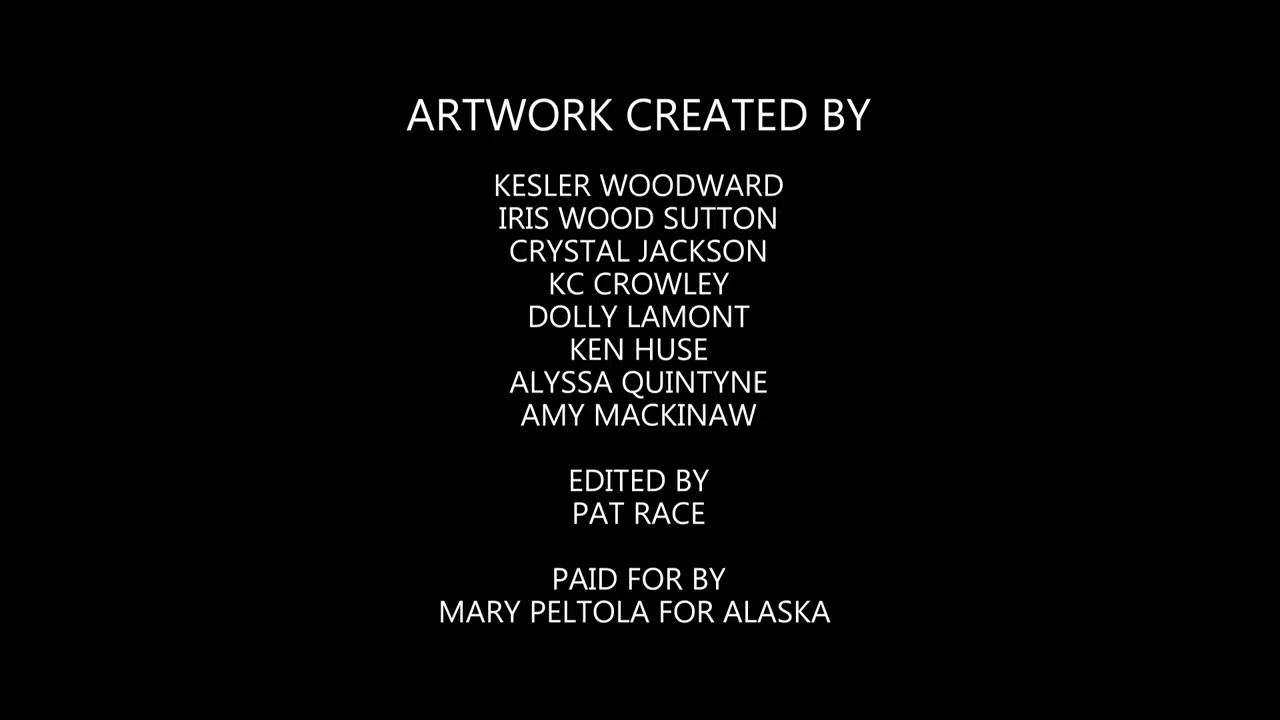 ARTWORK CREATED BY
KESLER WOODWARD
IRIS WOOD SUTTON
CRYSTAL JACKSON
KC CROWLEY
DOLLY LAMONT
KEN HUSE
ALYSSA QUINTYNE
AMY MACKINAW
EDITED BY
PAT RACE
PAID FOR BY
MARY PELTOLA FOR ALASKA